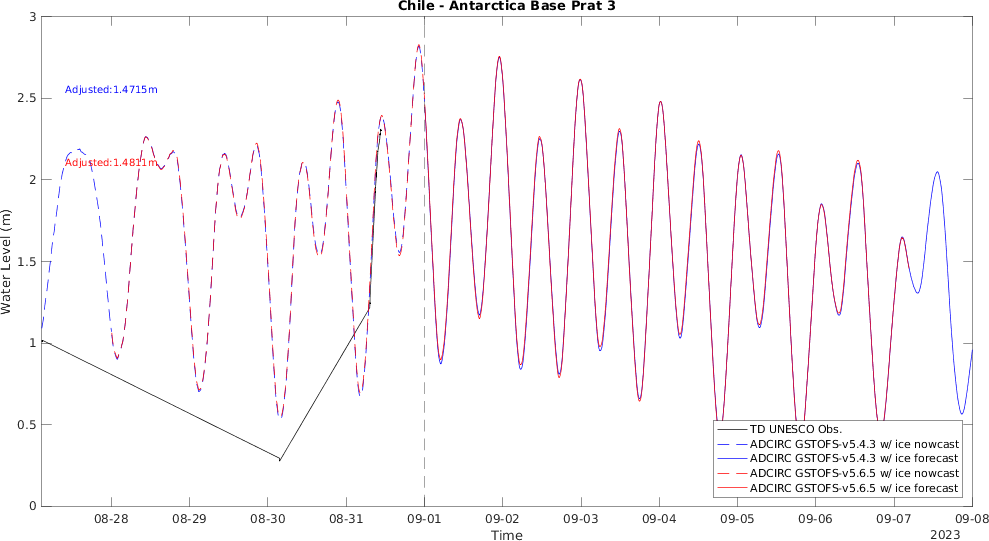 Chile - Antarctica Base Prat 3
3
2.5
2
1.5
1
0.5
0
Water Level (m)
Adjusted:1.4715m
Adjusted:1.4811m
TD UNESCO Obs.
ADCIRC GSTOFS-v5.4.3 w/ ice nowcast
ADCIRC GSTOFS-v5.4.3 w/ ice forecast
ADCIRC GSTOFS-v5.6.5 w/ ice nowcast
ADCIRC GSTOFS-v5.6.5 w/ ice forecast
08-28 08-29 08-30 08-31 09-01 09-02 09-03 09-04 09-05 09-06 09-07 09-08
Time
2023